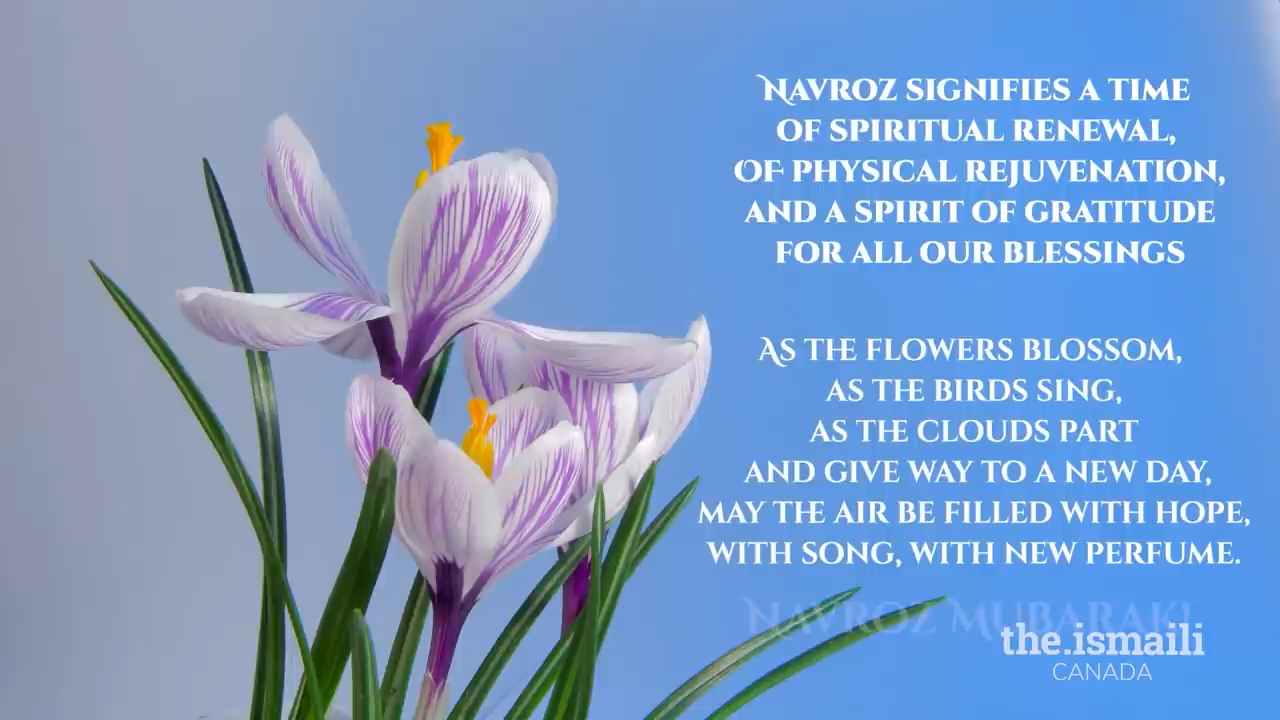 Navroz signifies a time
of spiritual renewal,
of physical rejuvenation,
and a spirit of gratitude
for all our blessings
As the flowers blossom,
as the birds sing,
as the clouds part
and give way to a new day,
may the air be filled with hope,
with song, with new perfume.
Navroz Mubarak!
the.ismaili
CANADA